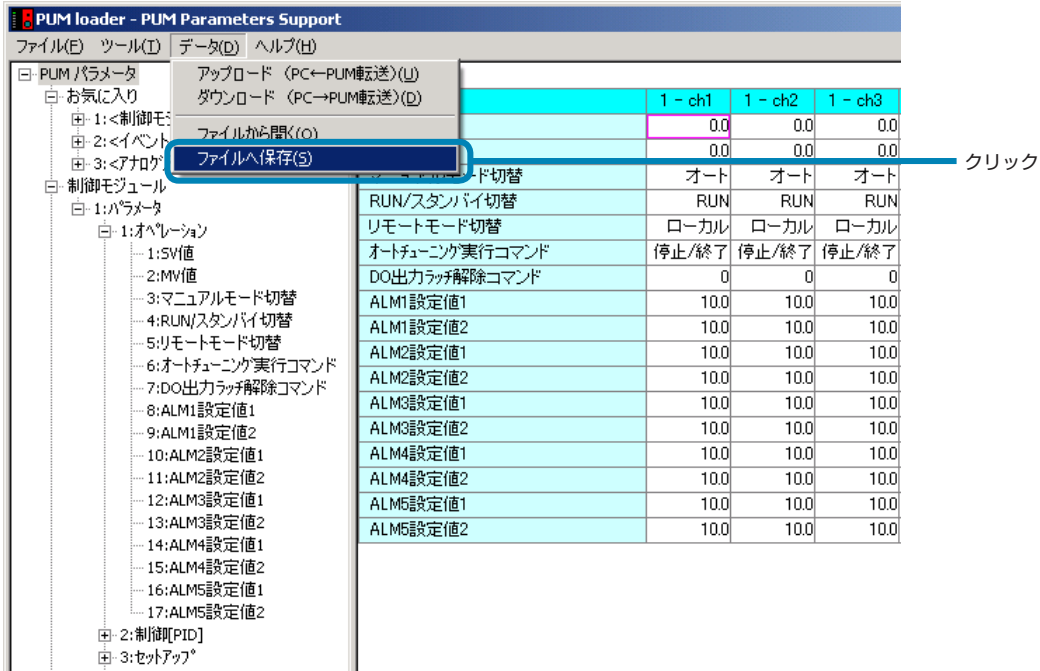 PUM loader - PUM Parameters Support
ファイル(F) ツール(T) データ(D) ヘルプ(H)
アップロード (PC←PUM転送)(U)
ダウンロード (PC→PUM転送)(D)
ファイルから開く(O)
ファイルへ保存(S)
クリック
PUM パラメータ
お気に入り
1:<制御モジ
2:<イベント
3:<アナログ
制御モジュール
1:パラメータ
1:オペレーション
1:SV値
2:MV値
3:マニュアルモード切替
4:RUN/スタンバイ切替
5:リモートモード切替
6:オートチューニング実行コマンド
7:DO出力ラッチ解除コマンド
8:ALM1設定値1
9:ALM1設定値2
10:ALM2設定値1
11:ALM2設定値2
12:ALM3設定値1
13:ALM3設定値2
14:ALM4設定値1
15:ALM4設定値2
16:ALM5設定値1
17:ALM5設定値2
2:制御[PID]
3:セットアップ
1 - ch1 1 - ch2 1 - ch3
0.0 0.0 0.0
0.0 0.0 0.0
ド切替 オート オート オート
RUN/スタンバイ切替 RUN RUN RUN
リモートモード切替 ローカル ローカル ローカル
オートチューニング実行コマンド 停止/終了 停止/終了 停止/終了
DO出力ラッチ解除コマンド 0 0 0
ALM1設定値1 10.0 10.0 10.0
ALM1設定値2 10.0 10.0 10.0
ALM2設定値1 10.0 10.0 10.0
ALM2設定値2 10.0 10.0 10.0
ALM3設定値1 10.0 10.0 10.0
ALM3設定値2 10.0 10.0 10.0
ALM4設定値1 10.0 10.0 10.0
ALM4設定値2 10.0 10.0 10.0
ALM5設定値1 10.0 10.0 10.0
ALM5設定値2 10.0 10.0 10.0